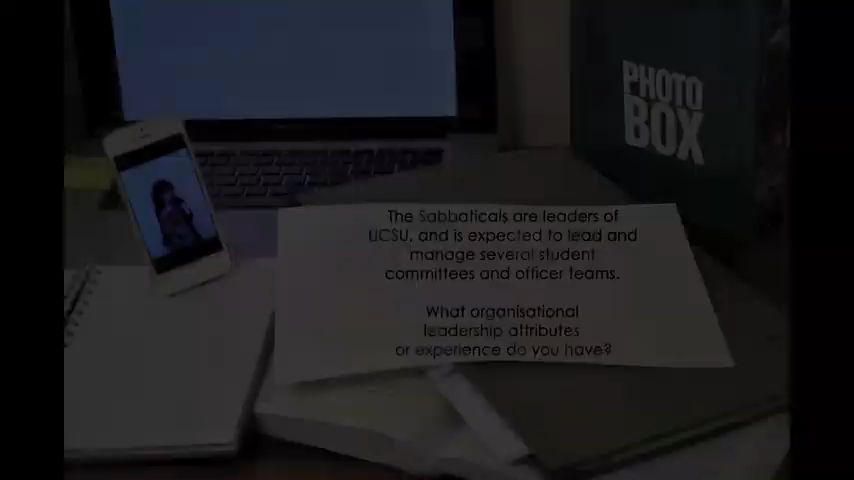 PHOTO
BOX
The Sabbaticals are leaders of
UCSU, and is expected to lead and
manage several student
committees and officer teams.
What organisational
leadership attributes
or experience do you have?